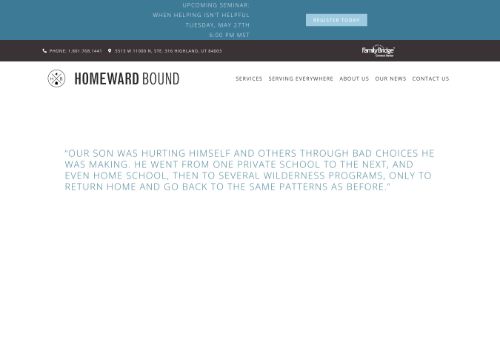 UPCOMING SEMINAR:
WHEN HELPING ISN'T HELPFUL
TUESDAY, MAY 27TH
6:00 PM MST
REGISTER TODAY
PHONE: 1.801.768.1441 5513 W 11000 N, STE. 316 HIGHLAND, UT 84003
FamilyBridge
HOMEWARD BOUND
SERVICES SERVING EVERYWHERE ABOUT US OUR NEWS CONTACT US
“OUR SON WAS HURTING HIMSELF AND OTHERS THROUGH BAD CHOICES HE
WAS MAKING. HE WENT FROM ONE PRIVATE SCHOOL TO THE NEXT, AND
EVEN HOME SCHOOL, THEN TO SEVERAL WILDERNESS PROGRAMS, ONLY TO
RETURN HOME AND GO BACK TO THE SAME PATTERNS AS BEFORE.”